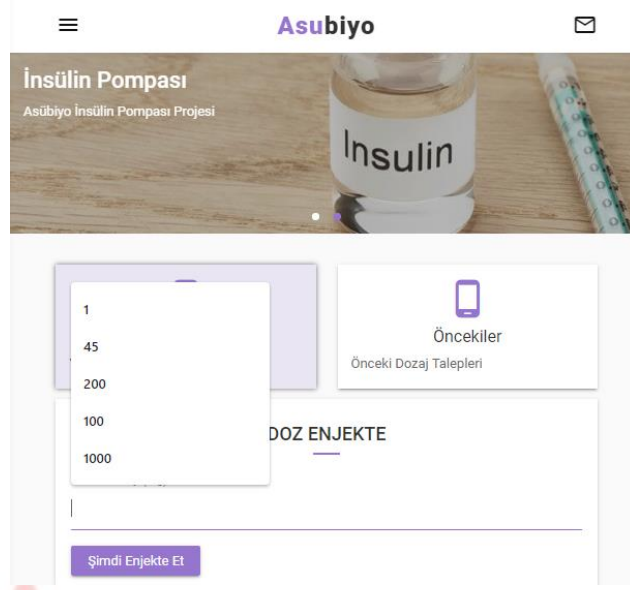 Asubiyo
İnsülin Pompası
Asübiyo İnsülin Pompası Projesi
Insulin
1
45
200
100
1000
Öncekiler
Önceki Dozaj Talepleri
DOZ ENJEKTE
Şimdi Enjekte Et